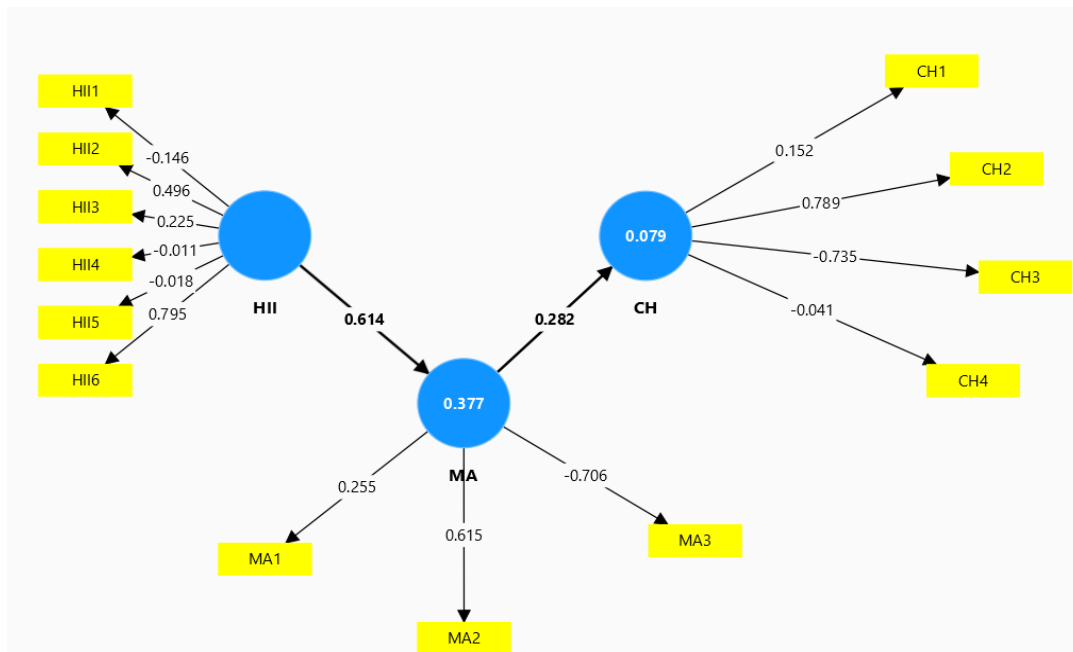 HII1
HII2
HII3
HII4
HII5
HII6
-0.146
0.496
0.225
-0.011
-0.018
0.795
HII
0.614
0.377
MA
0.255
0.615
-0.706
MA1
MA2
MA3
0.282
0.079
CH
0.152
0.789
-0.735
-0.041
CH1
CH2
CH3
CH4